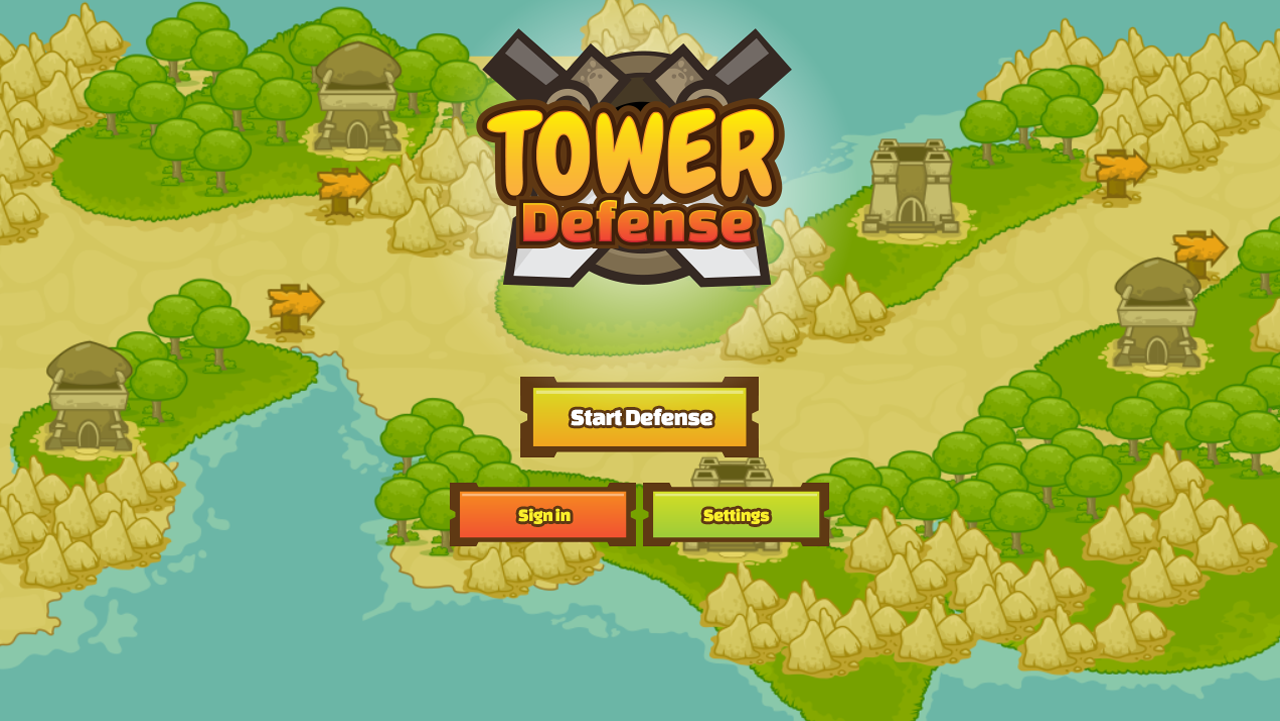 TOWER
Defense
Start Defense
Sign in
Settings